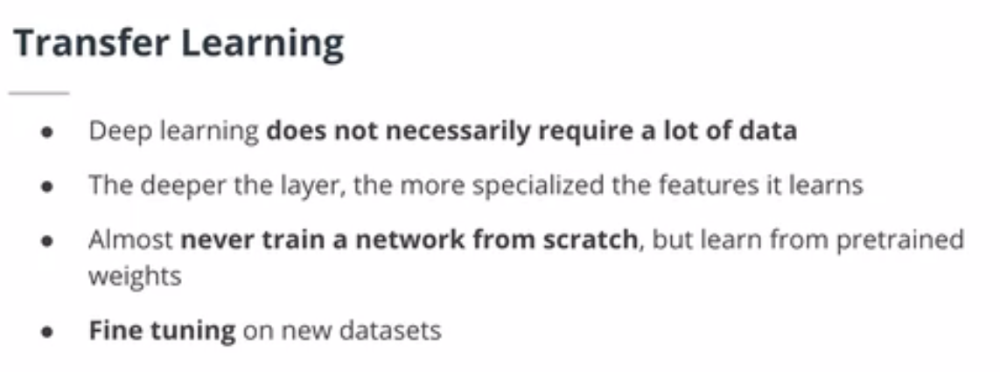 Transfer Learning
● Deep learning does not necessarily require a lot of data
● The deeper the layer, the more specialized the features it learns
● Almost never train a network from scratch, but learn from pretrained
weights
● Fine tuning on new datasets